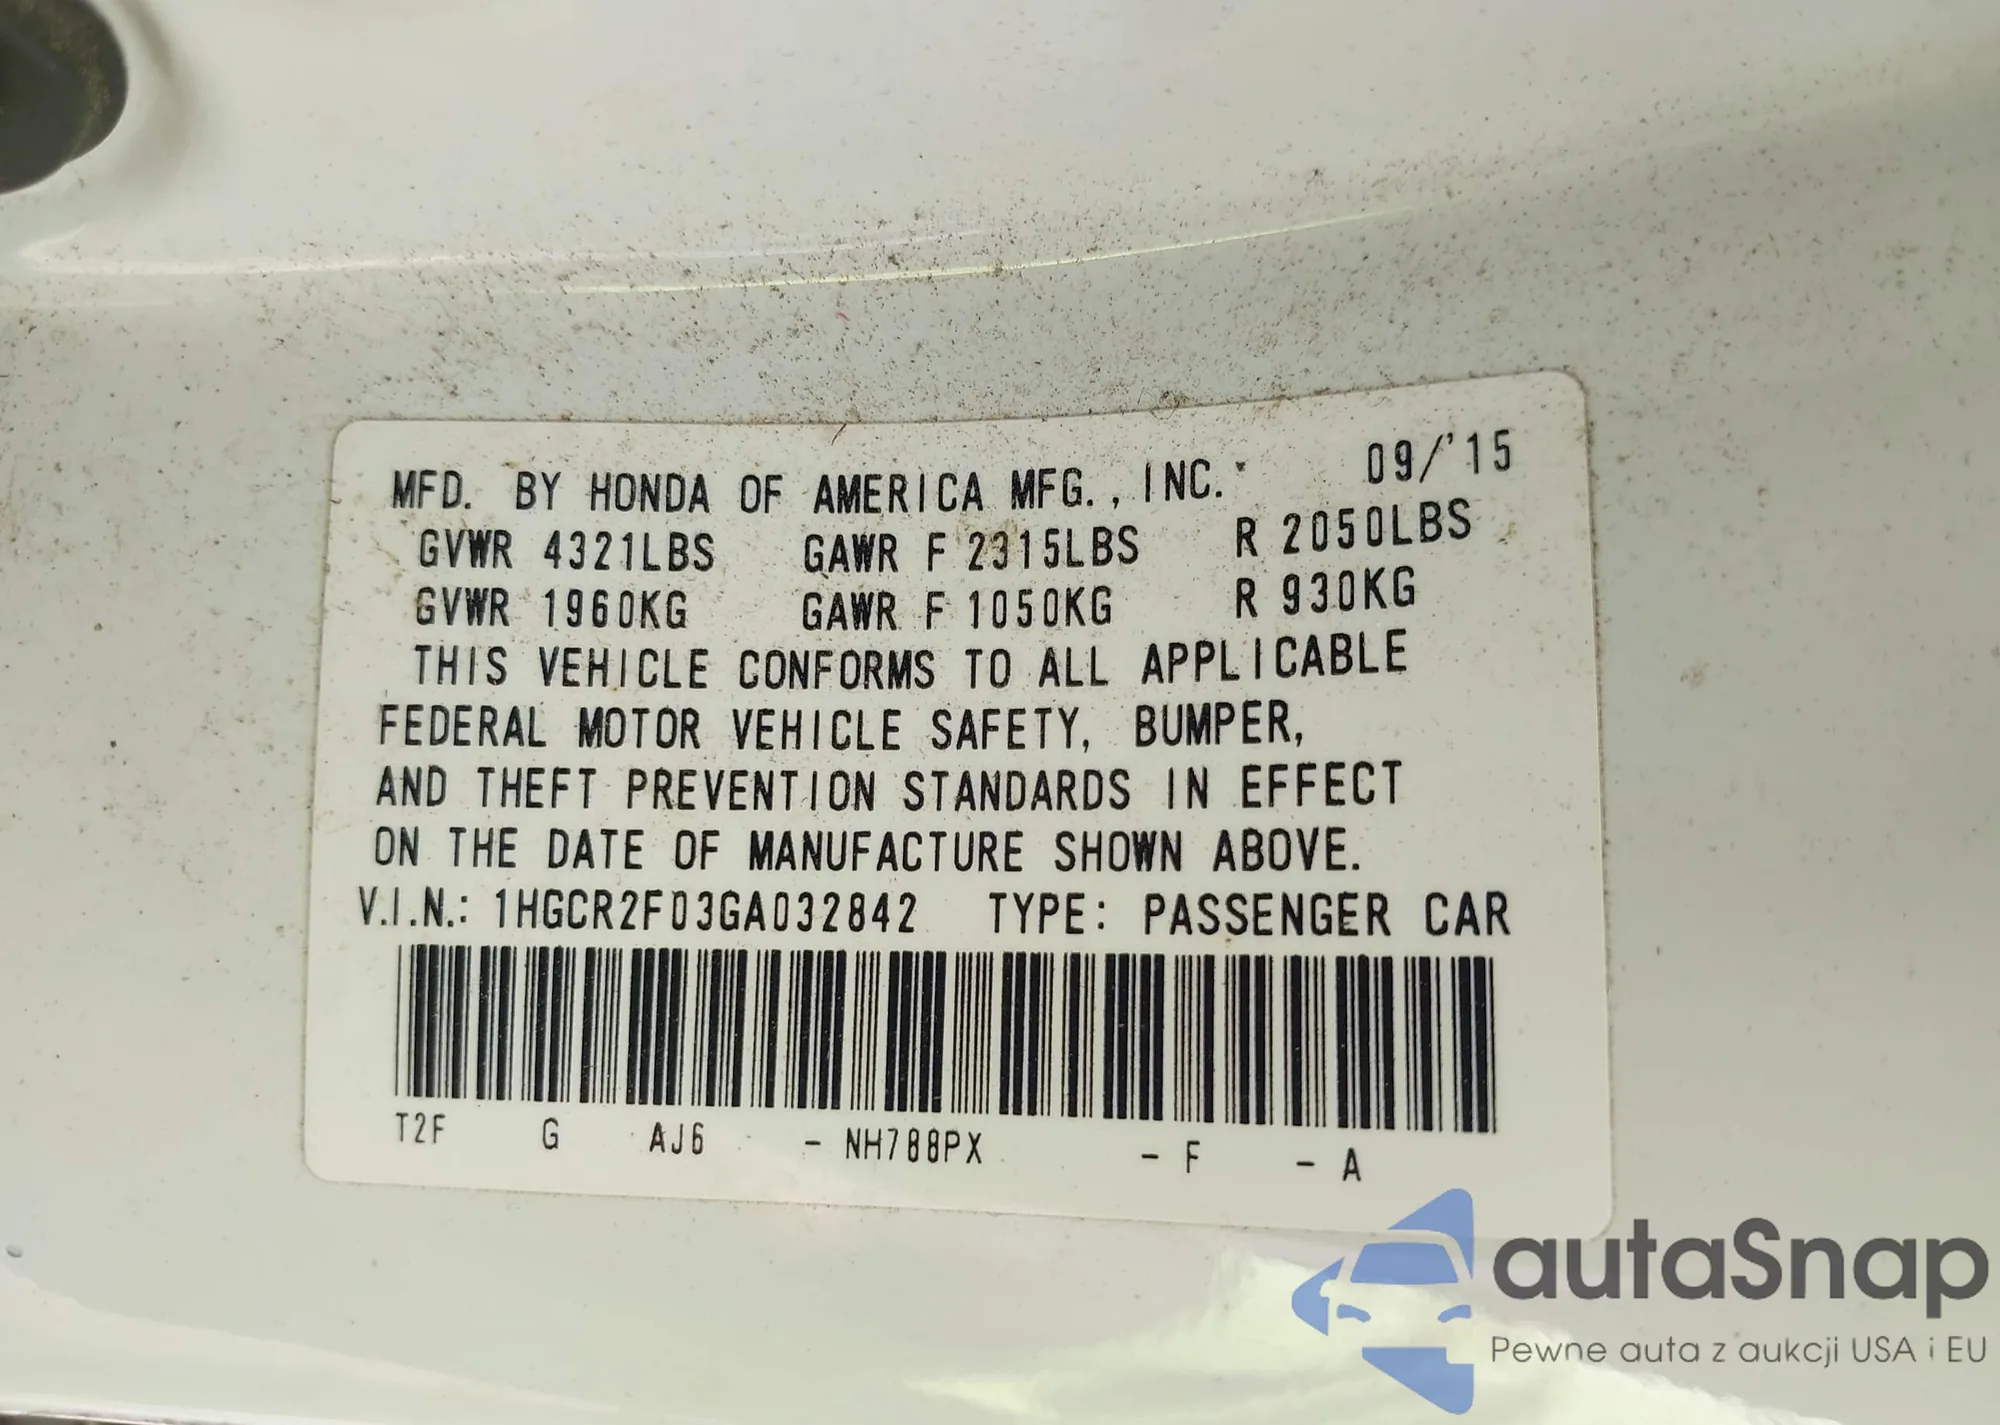 MFD. BY HONDA OF AMERICA MFG., INC. 09/'15
GVWR 4321LBS GAWR F 2315LBS R 2050LBS
GVWR 1960KG GAWR F 1050KG R 930KG
THIS VEHICLE CONFORMS TO ALL APPLICABLE
FEDERAL MOTOR VEHICLE SAFETY, BUMPER,
AND THEFT PREVENTION STANDARDS IN EFFECT
ON THE DATE OF MANUFACTURE SHOWN ABOVE.
V.I.N.: 1HGCR2F03GA032842 TYPE: PASSENGER CAR
T2F G AJ6 - NH788PX - F - A
autaSnap
Pewne auta z aukcji USA i EU